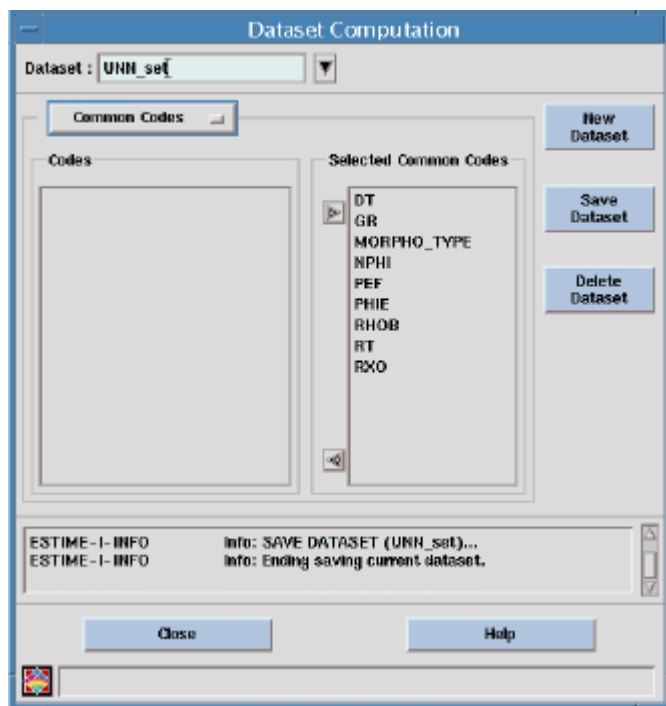 Dataset Computation
Dataset : UNN_set
Common Codes
New Dataset
Codes
Selected Common Codes
DT
GR
MORPHO_TYPE
NPHI
PEF
PHIE
RHOB
RT
RXO
Save Dataset
Delete Dataset
ESTIME-I-INFO Info: SAVE DATASET (UNN_set)...
ESTIME-I-INFO Info: Ending saving current dataset.
Close
Help